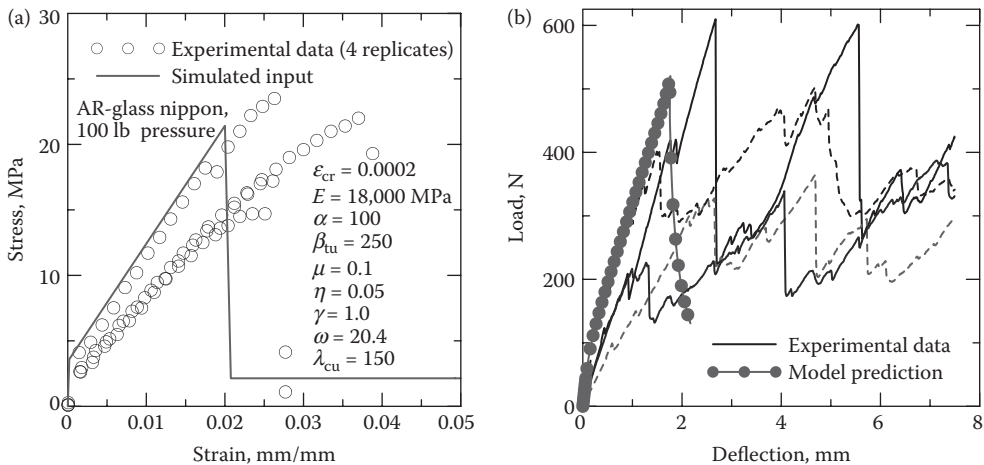 (a)
30
20
10
0
Stress, MPa
Experimental data (4 replicates)
Simulated input
AR-glass nippon,
100 lb pressure
εcr = 0.0002
E = 18,000 MPa
α = 100
βtu = 250
μ = 0.1
η = 0.05
γ = 1.0
ω = 20.4
λcu = 150
0 0.01 0.02 0.03 0.04 0.05
Strain, mm/mm
(b)
600
400
200
0
Load, N
Experimental data
Model prediction
0 2 4 6 8
Deflection, mm